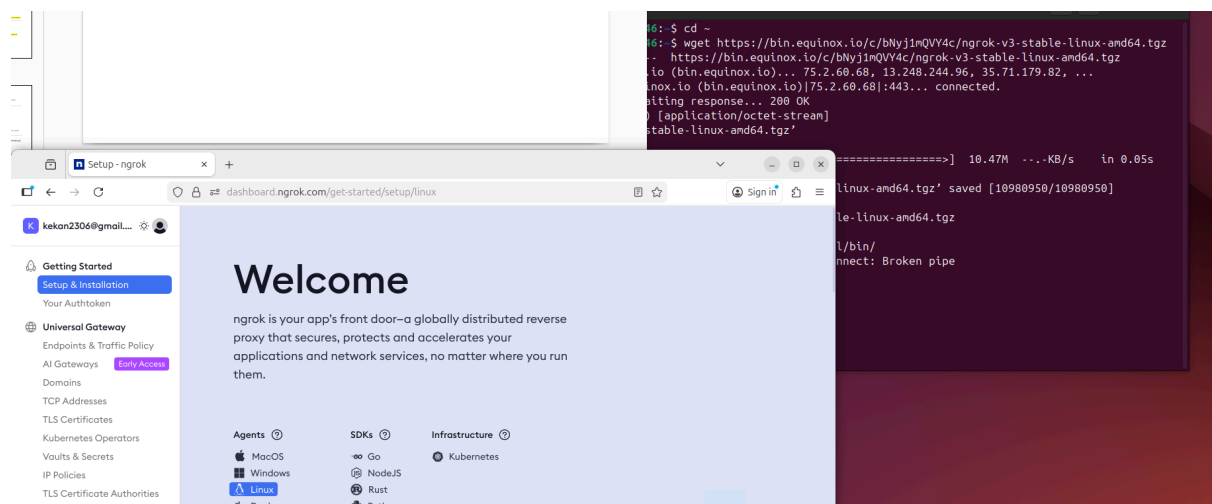 46:~$ cd ~
46:~$ wget https://bin.equinox.io/c/bNyj1mQVY4c/ngrok-v3-stable-linux-amd64.tgz
-- https://bin.equinox.io/c/bNyj1mQVY4c/ngrok-v3-stable-linux-amd64.tgz
.io (bin.equinox.io)... 75.2.60.68, 13.248.244.96, 35.71.179.82, ...
inox.io (bin.equinox.io)|75.2.60.68|:443... connected.
aiting response... 200 OK
) [application/octet-stream]
stable-linux-amd64.tgz’
=================>] 10.47M --.-KB/s in 0.05s
linux-amd64.tgz’ saved [10980950/10980950]
le-linux-amd64.tgz
l/bin/
nnect: Broken pipe
Setup - ngrok
dashboard.ngrok.com/get-started/setup/linux
Sign in
K kekan2306@gmail....
Getting Started
Setup & Installation
Your Authtoken
Universal Gateway
Endpoints & Traffic Policy
AI Gateways Early Access
Domains
TCP Addresses
TLS Certificates
Kubernetes Operators
Vaults & Secrets
IP Policies
TLS Certificate Authorities
Welcome
ngrok is your app's front door—a globally distributed reverse
proxy that secures, protects and accelerates your
applications and network services, no matter where you run
them.
Agents SDKs Infrastructure
MacOS Go Kubernetes
Windows NodeJS
Linux Rust